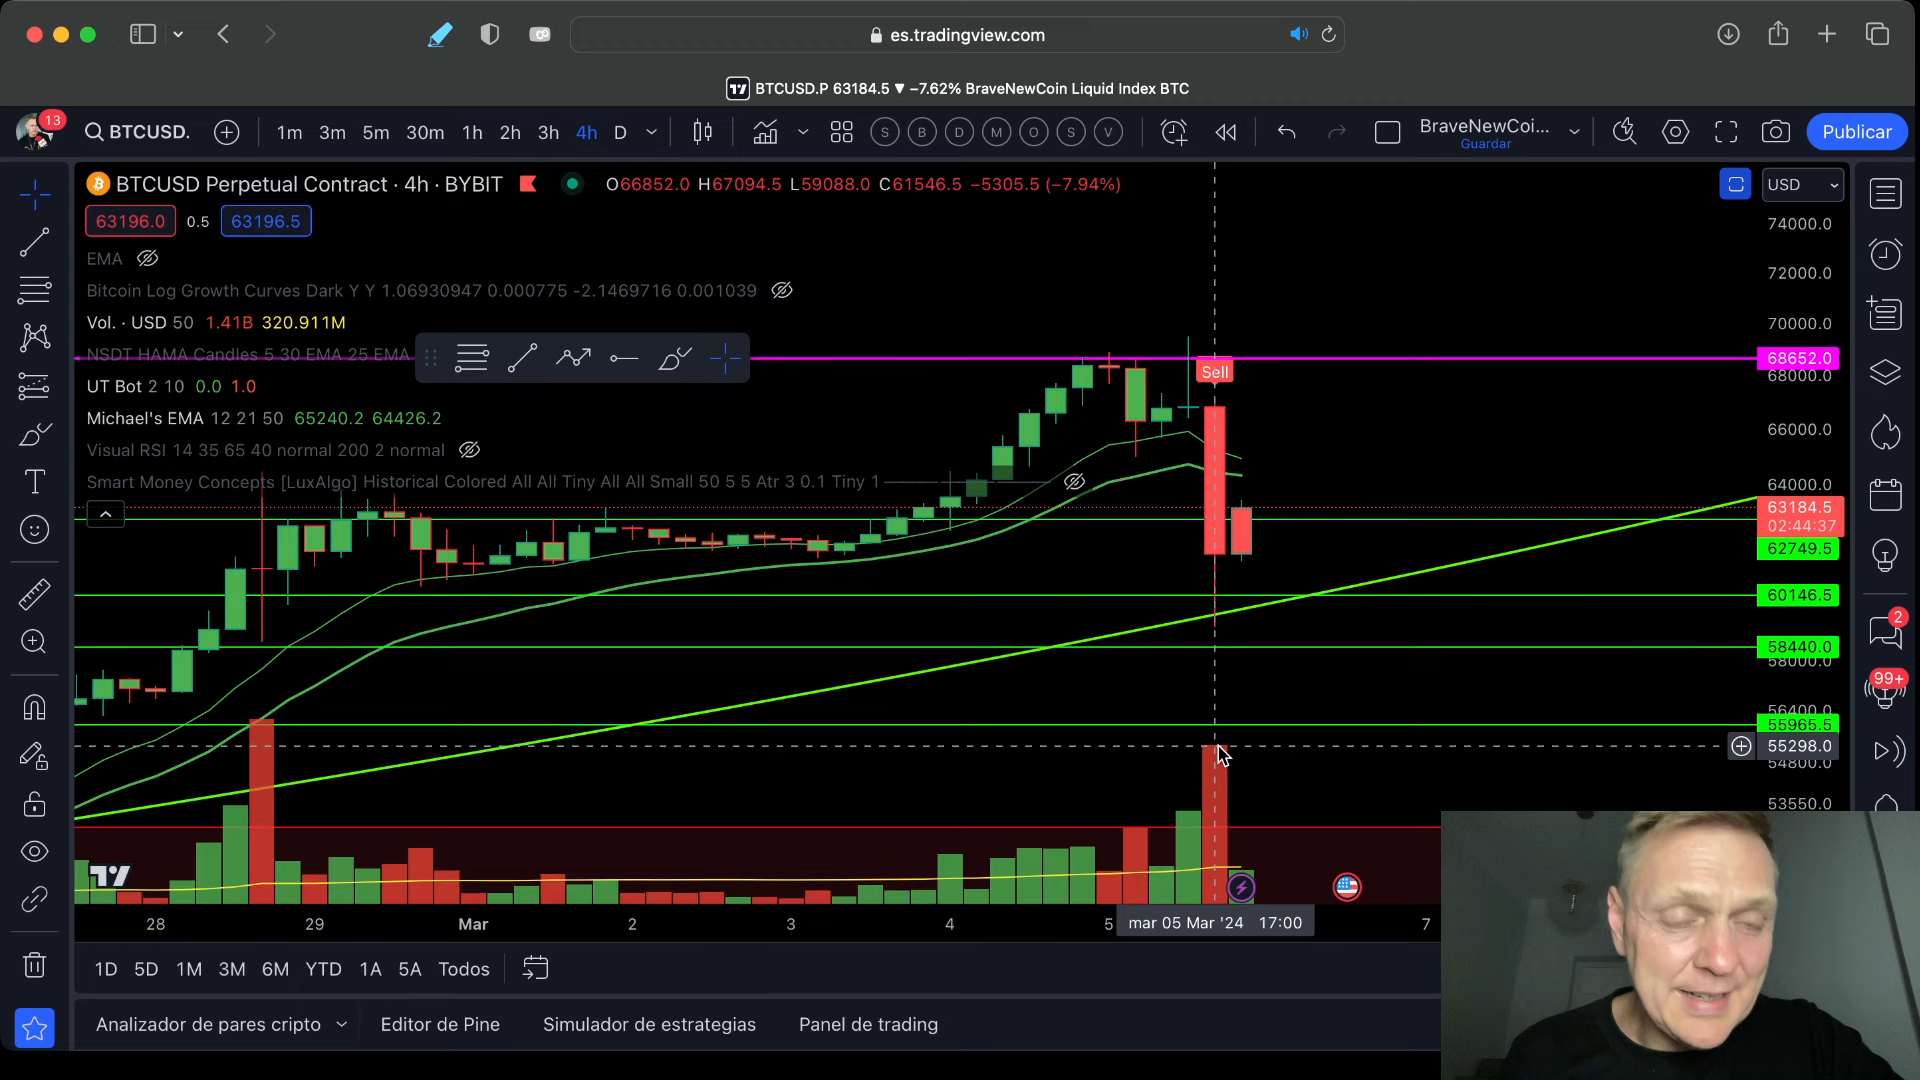 es.tradingview.com
BTCUSD.P 63184.5 ▼ −7.62% BraveNewCoin Liquid Index BTC
13
BTCUSD.
1m 3m 5m 30m 1h 2h 3h 4h D
S B D M O S V
BraveNewCoi...
Guardar
Publicar
BTCUSD Perpetual Contract · 4h · BYBIT
O66852.0 H67094.5 L59088.0 C61546.5 −5305.5 (−7.94%)
USD
63196.0 0.5 63196.5
EMA
Bitcoin Log Growth Curves Dark Y Y 1.06930947 0.000775 -2.1469716 0.001039
Vol. · USD 50 1.41B 320.911M
NSDT HAMA Candles 5 30 EMA 25 EMA
UT Bot 2 10 0.0 1.0
Michael's EMA 12 21 50 65240.2 64426.2
Visual RSI 14 35 65 40 normal 200 2 normal
Smart Money Concepts [LuxAlgo] Historical Colored All All Tiny All All Small 50 5 5 Atr 3 0.1 Tiny 1
Sell
74000.0
72000.0
70000.0
68652.0
68000.0
66000.0
64000.0
63184.5
02:44:37
62749.5
60146.5
58440.0
58000.0
56400.0
55965.5
55298.0
54800.0
53550.0
2
99+
28 29 Mar 2 3 4 5 mar 05 Mar '24 17:00 7
1D 5D 1M 3M 6M YTD 1A 5A Todos
Analizador de pares cripto Editor de Pine Simulador de estrategias Panel de trading